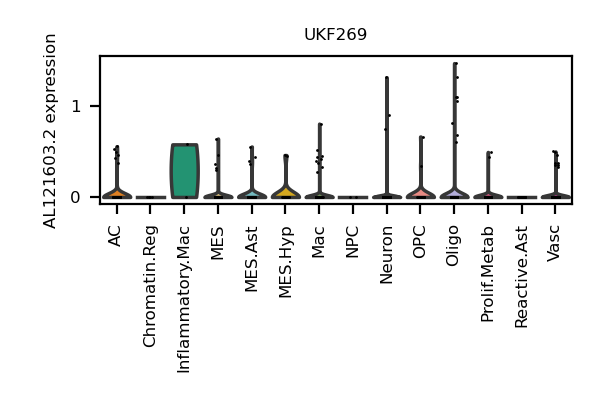 UKF269
AL121603.2 expression
1
0
AC
Chromatin.Reg
Inflammatory.Mac
MES
MES.Ast
MES.Hyp
Mac
NPC
Neuron
OPC
Oligo
Prolif.Metab
Reactive.Ast
Vasc